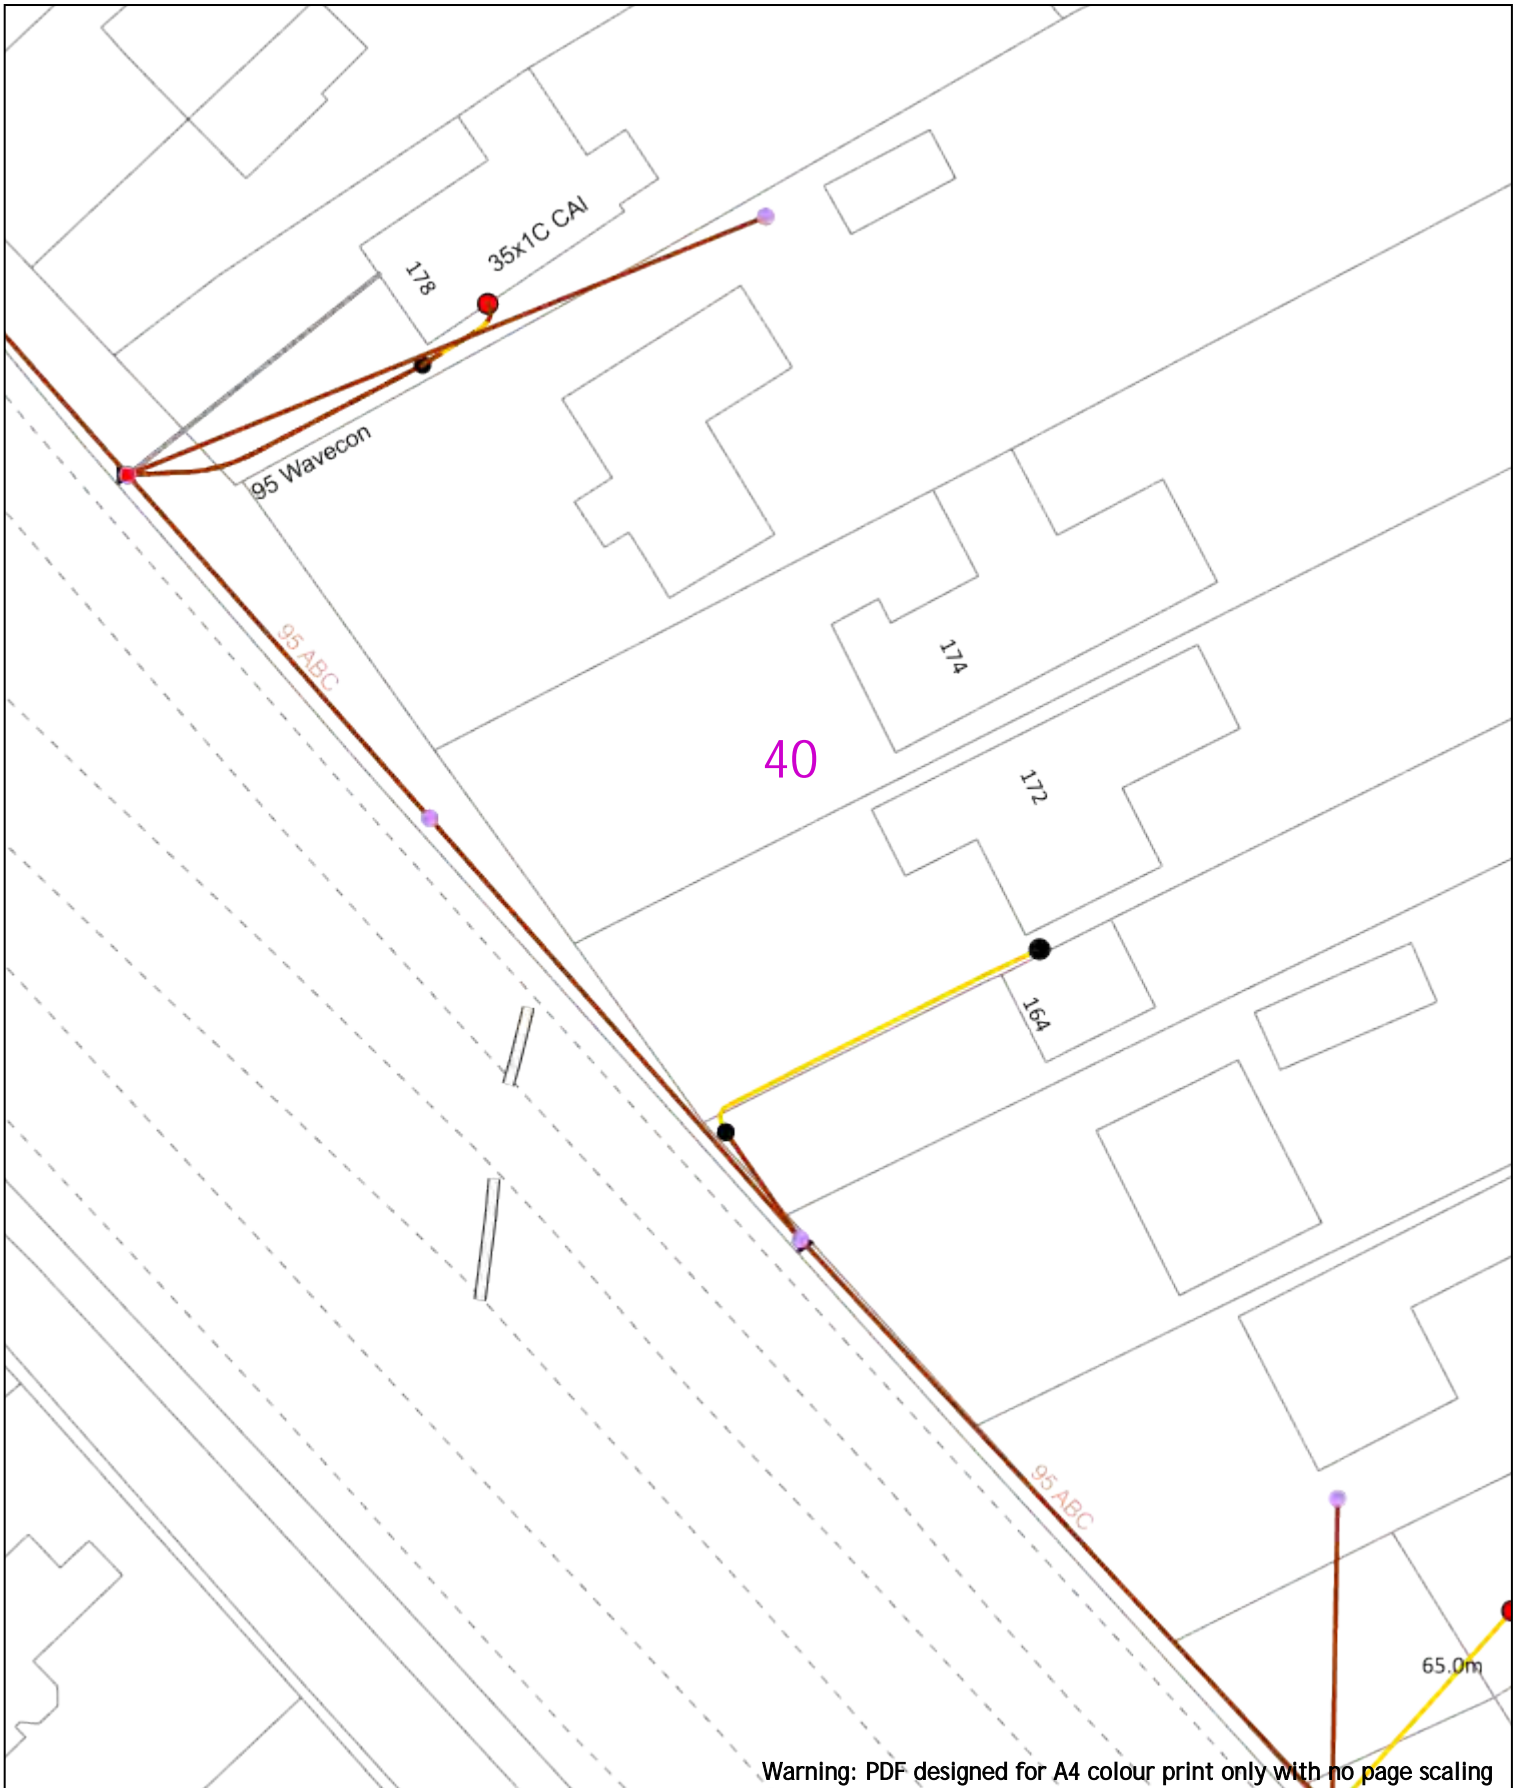 35x1C CAI
178
95 Wavecon
95 ABC
174
40
172
164
95 ABC
65.0m
Warning: PDF designed for A4 colour print only with no page scaling